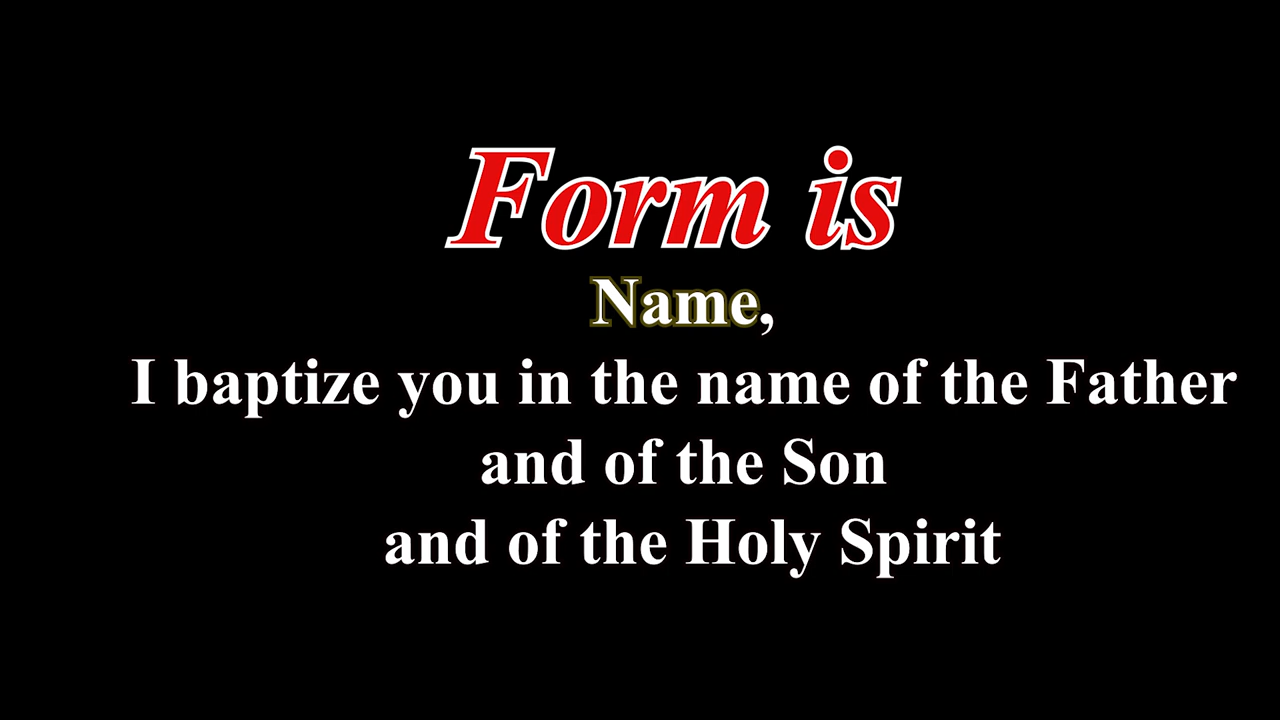 Form is
Name,
I baptize you in the name of the Father
and of the Son
and of the Holy Spirit